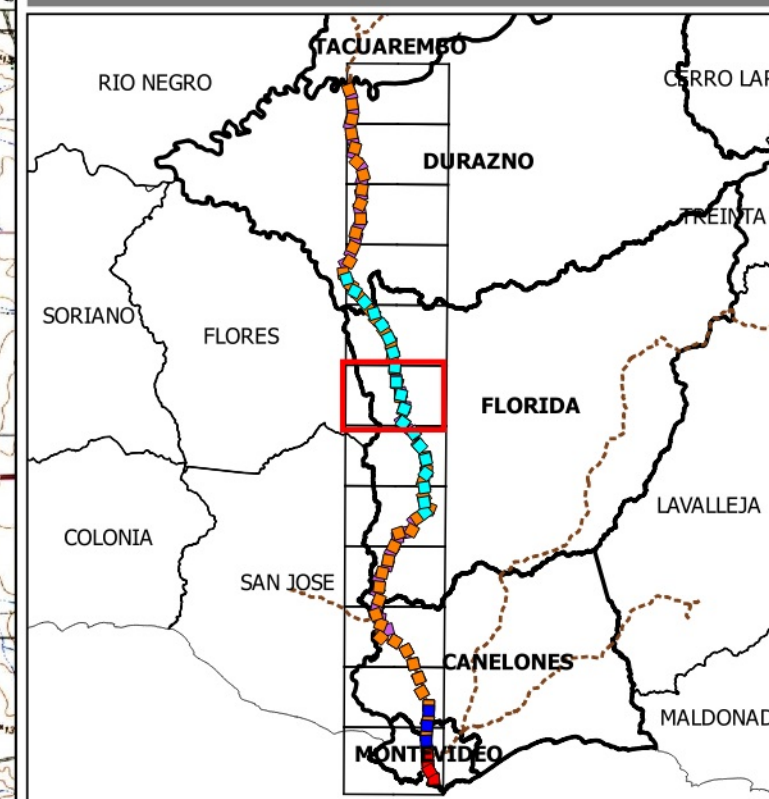 TACUAREMBO
RIO NEGRO
CERRO LAR
DURAZNO
TREINTA
SORIANO
FLORES
FLORIDA
LAVALLEJA
COLONIA
SAN JOSE
CANELONES
MALDONAD
MONTEVIDEO